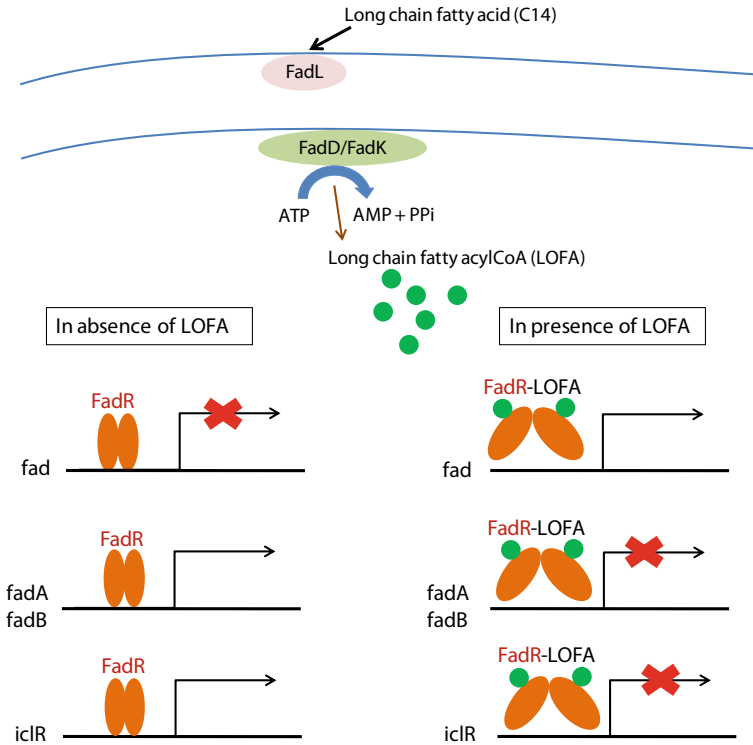 Long chain fatty acid (C14)
FadL
FadD/FadK
ATP
AMP + PPi
Long chain fatty acylCoA (LOFA)
In absence of LOFA
In presence of LOFA
FadR
fad
FadR-LOFA
fad
FadR
fadA
fadB
FadR-LOFA
fadA
fadB
FadR
iclR
FadR-LOFA
iclR